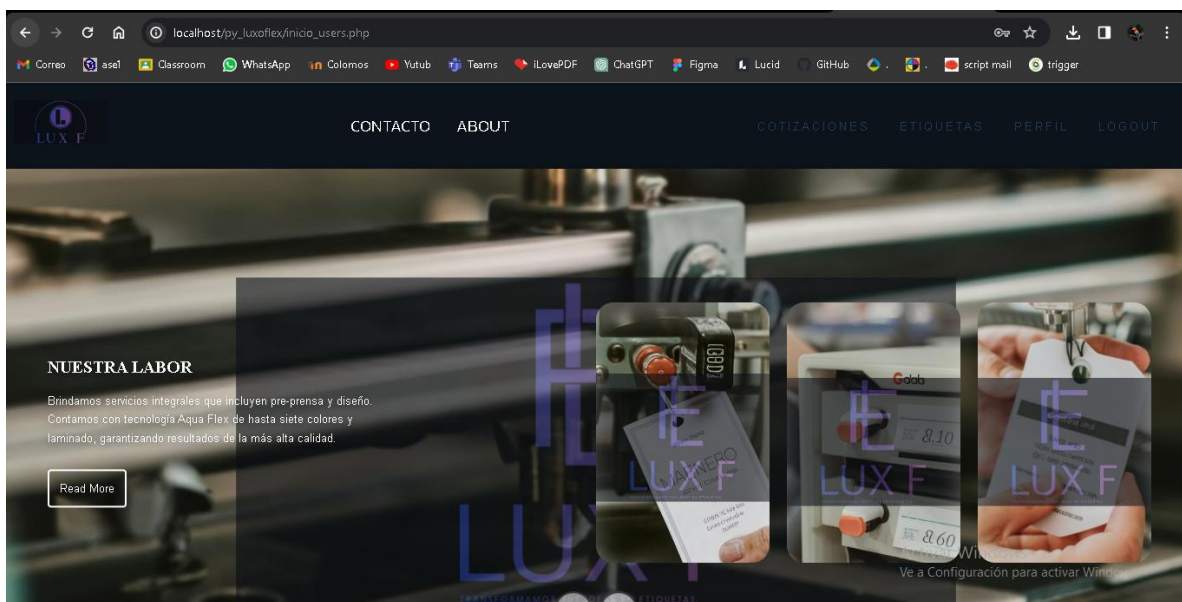 localhost/py_luxoflex/inicio_users.php
Correo ase1 Classroom WhatsApp Colomos Yutub Teams iLovePDF ChatGPT Figma Lucid GitHub . . script mail trigger
LUX F
CONTACTO ABOUT
COTIZACIONES ETIQUETAS PERFIL LOGOUT
NUESTRA LABOR
Brindamos servicios integrales que incluyen pre-prensa y diseño.
Contamos con tecnología Aqua Flex de hasta siete colores y
laminado, garantizando resultados de la más alta calidad.
Read More
LUX F
LUX F
8.10
8.60
LUX F
LUX F
Ve a Configuración para activar